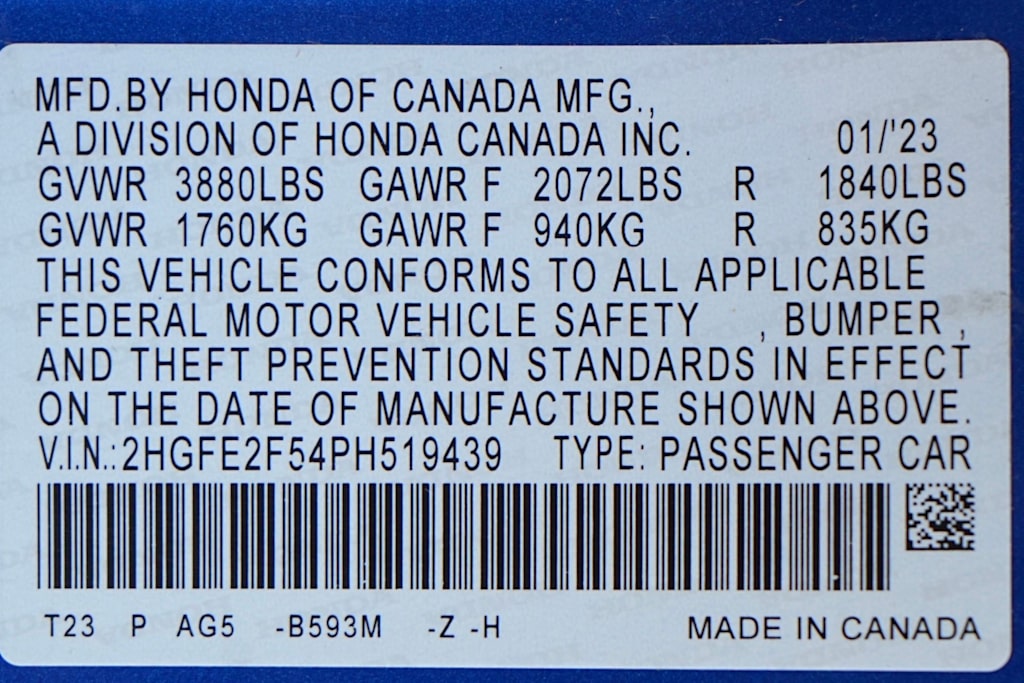 MFD.BY HONDA OF CANADA MFG.,
A DIVISION OF HONDA CANADA INC. 01/'23
GVWR 3880LBS GAWR F 2072LBS R 1840LBS
GVWR 1760KG GAWR F 940KG R 835KG
THIS VEHICLE CONFORMS TO ALL APPLICABLE
FEDERAL MOTOR VEHICLE SAFETY , BUMPER ,
AND THEFT PREVENTION STANDARDS IN EFFECT
ON THE DATE OF MANUFACTURE SHOWN ABOVE.
V.I.N.:2HGFE2F54PH519439 TYPE: PASSENGER CAR
T23 P AG5 -B593M -Z -H MADE IN CANADA